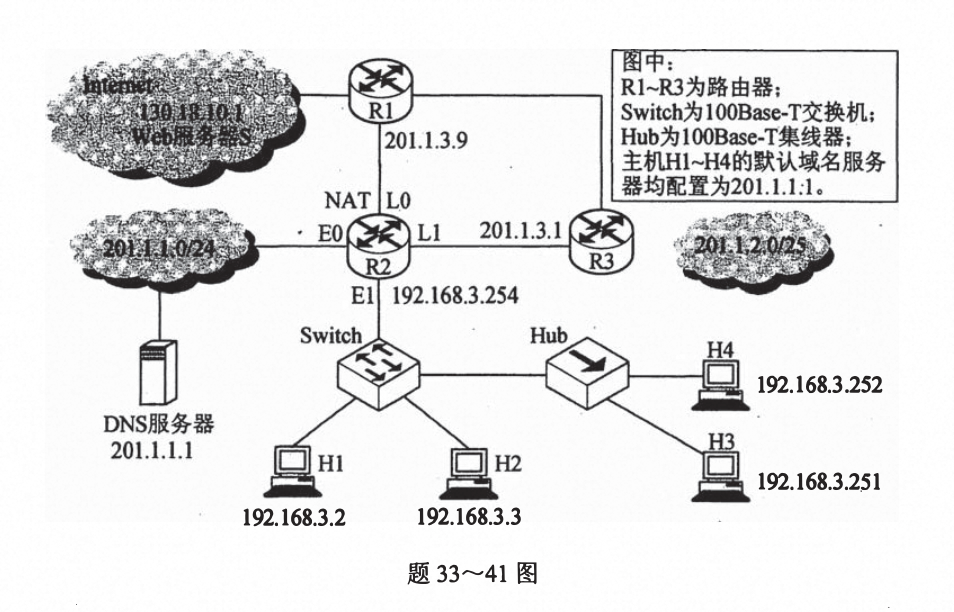 Internet
130.18.10.1
Web服务器S
R1
201.1.3.9
图中：
R1~R3为路由器；
Switch为100Base-T交换机；
Hub为100Base-T集线器；
主机H1~H4的默认域名服务
器均配置为201.1.1.1。
NAT L0
201.1.1.0/24
E0
R2
L1
201.1.3.1
R3
201.1.2.0/25
E1
192.168.3.254
Switch
Hub
DNS服务器
201.1.1.1
H4
192.168.3.252
H1
192.168.3.2
H2
192.168.3.3
H3
192.168.3.251
题 33～41 图